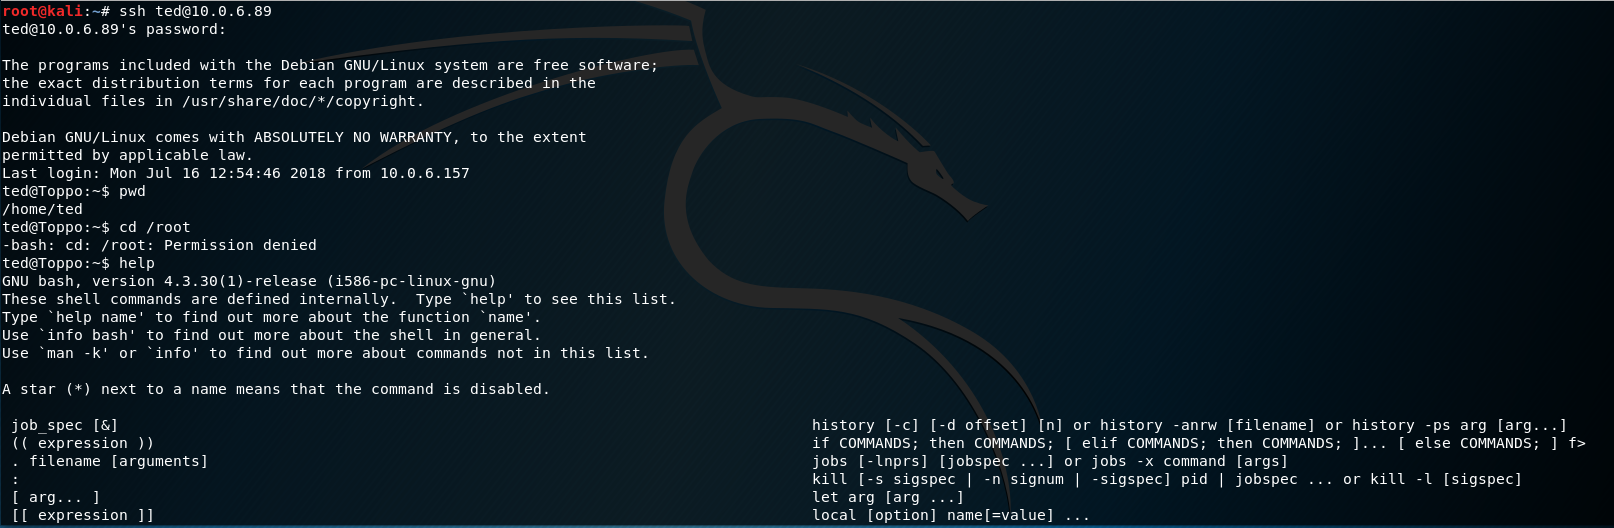 root@kali:~# ssh ted@10.0.6.89
ted@10.0.6.89's password:
The programs included with the Debian GNU/Linux system are free software;
the exact distribution terms for each program are described in the
individual files in /usr/share/doc/*/copyright.
Debian GNU/Linux comes with ABSOLUTELY NO WARRANTY, to the extent
permitted by applicable law.
Last login: Mon Jul 16 12:54:46 2018 from 10.0.6.157
ted@Toppo:~$ pwd
/home/ted
ted@Toppo:~$ cd /root
-bash: cd: /root: Permission denied
ted@Toppo:~$ help
GNU bash, version 4.3.30(1)-release (i586-pc-linux-gnu)
These shell commands are defined internally.  Type `help' to see this list.
Type `help name' to find out more about the function `name'.
Use `info bash' to find out more about the shell in general.
Use `man -k' or `info' to find out more about commands not in this list.
A star (*) next to a name means that the command is disabled.
job_spec [&] history [-c] [-d offset] [n] or history -anrw [filename] or history -ps arg [arg...]
(( expression )) if COMMANDS; then COMMANDS; [ elif COMMANDS; then COMMANDS; ]... [ else COMMANDS; ] f>
. filename [arguments] jobs [-lnprs] [jobspec ...] or jobs -x command [args]
: kill [-s sigspec | -n signum | -sigspec] pid | jobspec ... or kill -l [sigspec]
[ arg... ] let arg [arg ...]
[[ expression ]] local [option] name[=value] ...